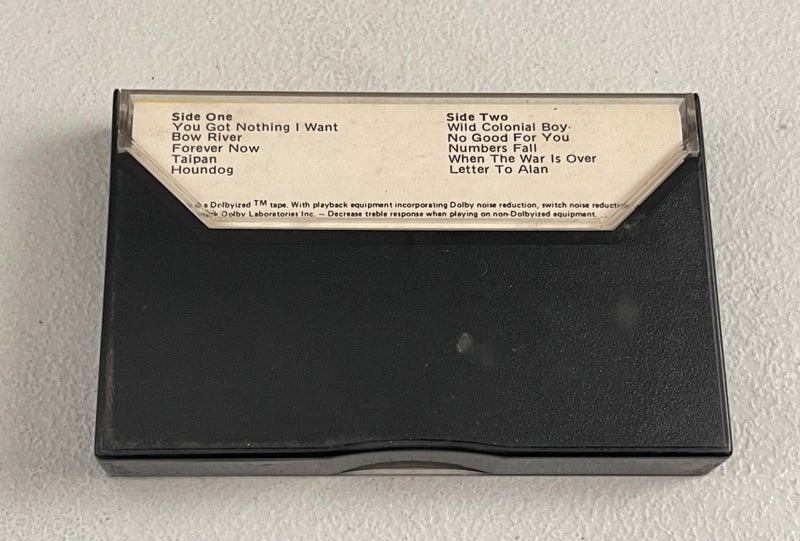 Side One
You Got Nothing I Want
Bow River
Forever Now
Taipan
Houndog
Side Two
Wild Colonial Boy
No Good For You
Numbers Fall
When The War Is Over
Letter To Alan
a Dolbyized TM tape. With playback equipment incorporating Dolby noise reduction, switch noise
Dolby Laboratories Inc. — Decrease treble response when playing on non-Dolbyized equipment.